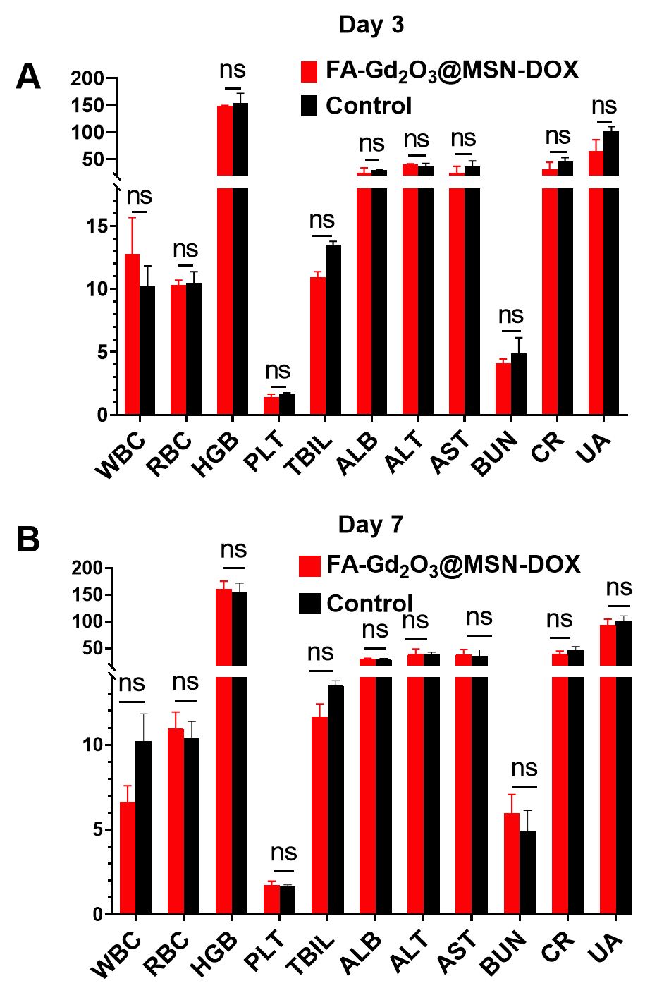 Day 3
A
FA-Gd₂O₃@MSN-DOX
Control
200
150
100
50
15
10
5
0
ns
ns
ns
ns
ns
ns
ns
ns
ns
ns
ns
WBC
RBC
HGB
PLT
TBIL
ALB
ALT
AST
BUN
CR
UA
Day 7
B
FA-Gd₂O₃@MSN-DOX
Control
200
150
100
50
10
5
0
ns
ns
ns
ns
ns
ns
ns
ns
ns
ns
ns
WBC
RBC
HGB
PLT
TBIL
ALB
ALT
AST
BUN
CR
UA